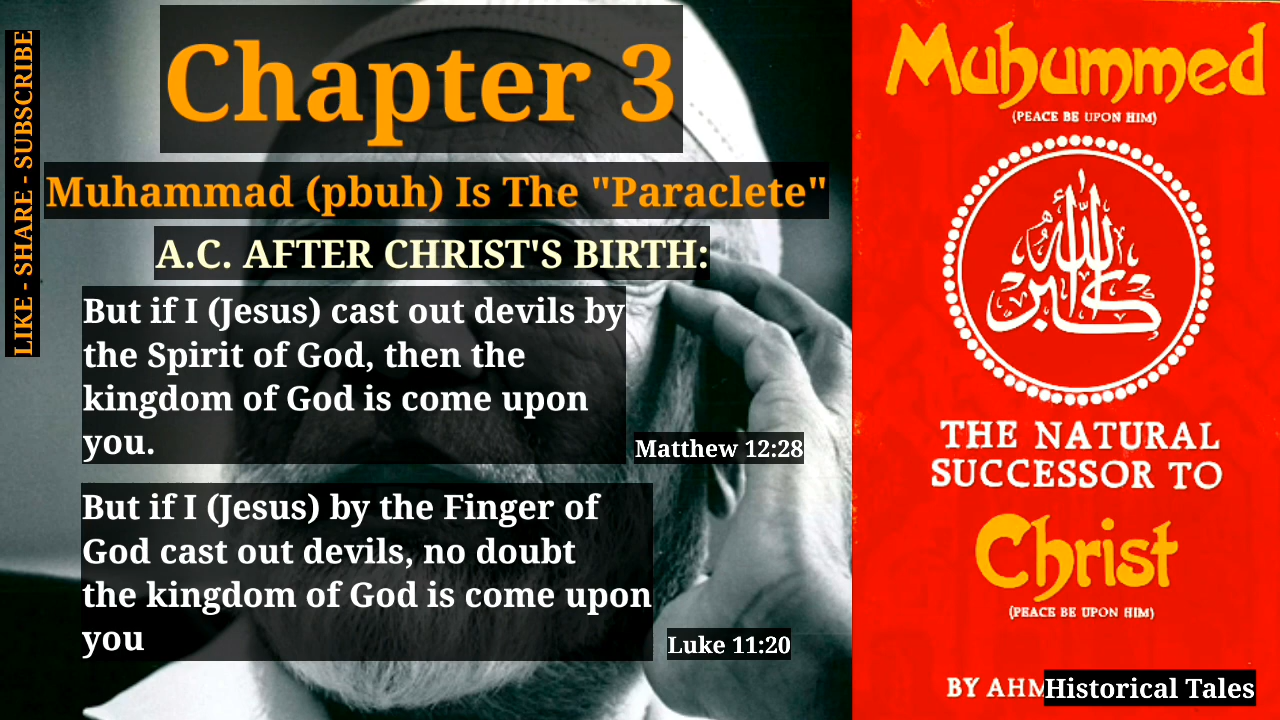 LIKE - SHARE - SUBSCRIBE
Chapter 3
Muhammad (pbuh) Is The "Paraclete"
A.C. AFTER CHRIST'S BIRTH:
But if I (Jesus) cast out devils by
the Spirit of God, then the
kingdom of God is come upon
you.
Matthew 12:28
But if I (Jesus) by the Finger of
God cast out devils, no doubt
the kingdom of God is come upon
you
Luke 11:20
Muhummed
(PEACE BE UPON HIM)
الله اكبر
THE NATURAL
SUCCESSOR TO
Christ
(PEACE BE UPON HIM)
BY
Historical Tales